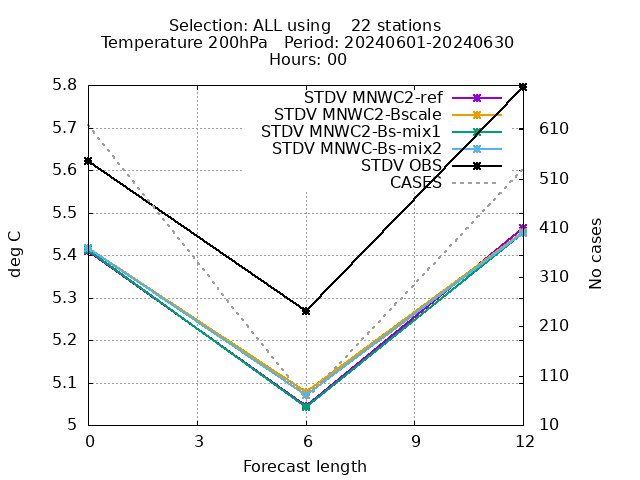 Selection: ALL using    22 stations
Temperature 200hPa   Period: 20240601-20240630
Hours: 00
5.8
5.7
5.6
5.5
5.4
5.3
5.2
5.1
5
deg C
STDV MNWC2-ref
STDV MNWC2-Bscale
STDV MNWC2-Bs-mix1
STDV MNWC-Bs-mix2
STDV OBS
CASES
610
510
410
310
210
110
10
No cases
0 3 6 9 12
Forecast length